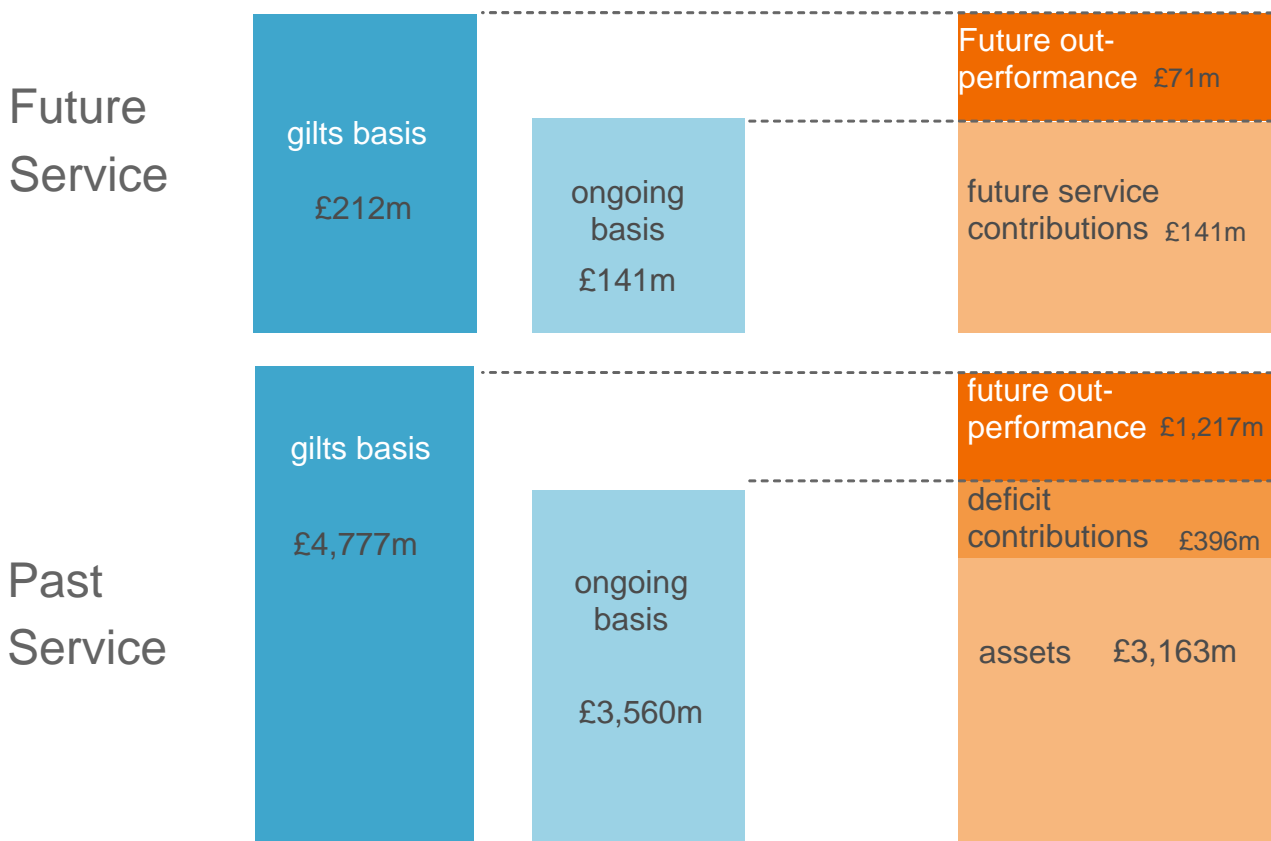 Future
Service
gilts basis
£212m
ongoing
basis
£141m
Future out-
performance £71m
future service
contributions £141m
Past
Service
gilts basis
£4,777m
ongoing
basis
£3,560m
future out-
performance £1,217m
deficit
contributions £396m
assets £3,163m